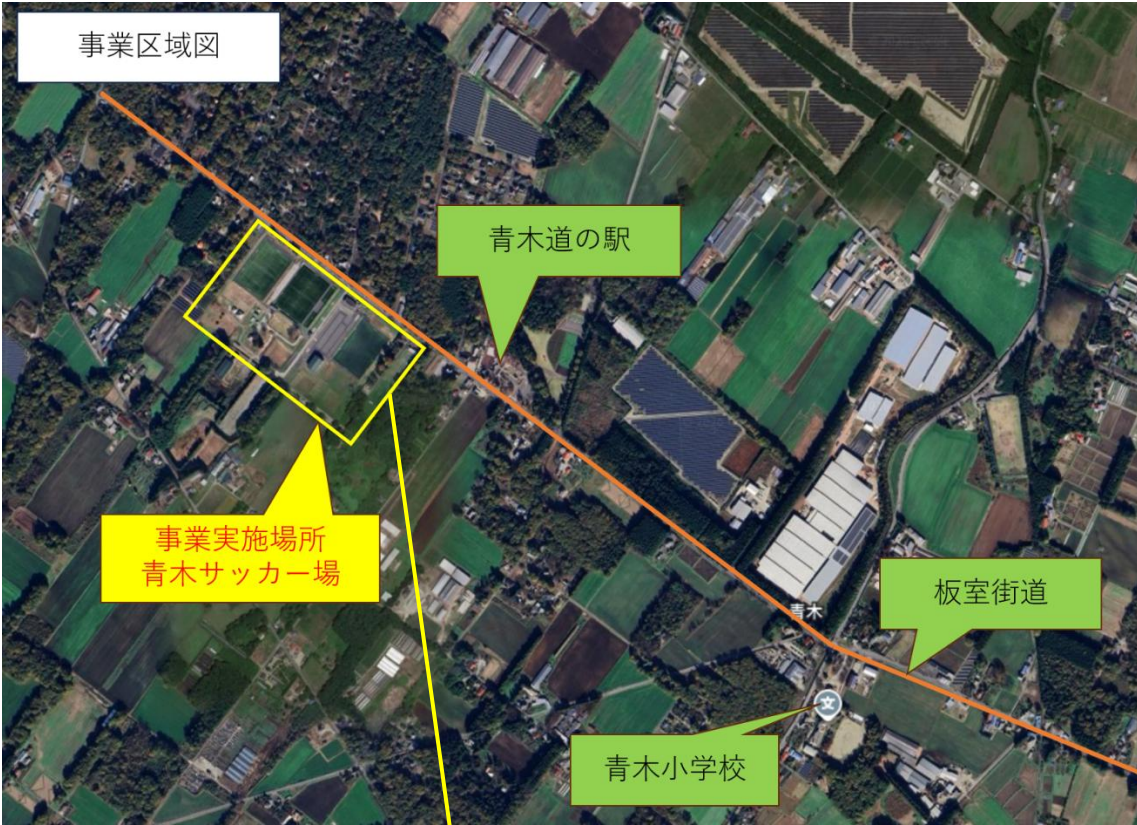 事業区域図
青木道の駅
事業実施場所
青木サッカー場
板室街道
青木
文
青木小学校